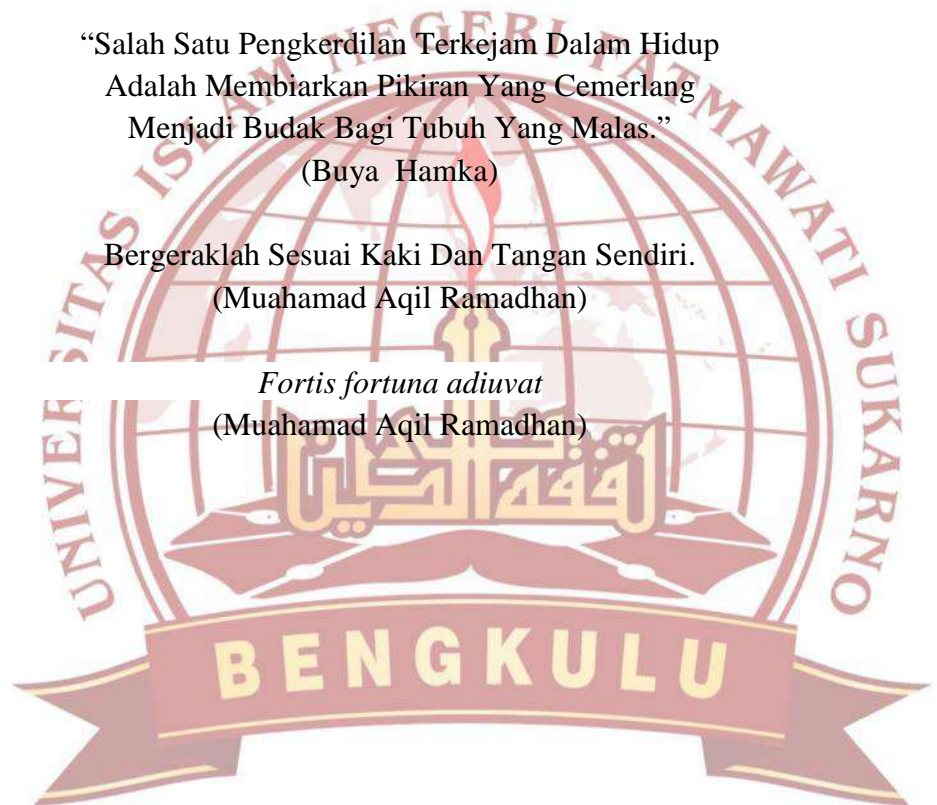 “Salah Satu Pengkerdilan Terkejam Dalam Hidup
Adalah Membiarkan Pikiran Yang Cemerlang
Menjadi Budak Bagi Tubuh Yang Malas.”
(Buya Hamka)
Bergeraklah Sesuai Kaki Dan Tangan Sendiri.
(Muahamad Aqil Ramadhan)
Fortis fortuna adiuvat
(Muahamad Aqil Ramadhan)
UNIVERSITAS ISLAM NEGERI FATMAWATI SUKARNO
BENGKULU